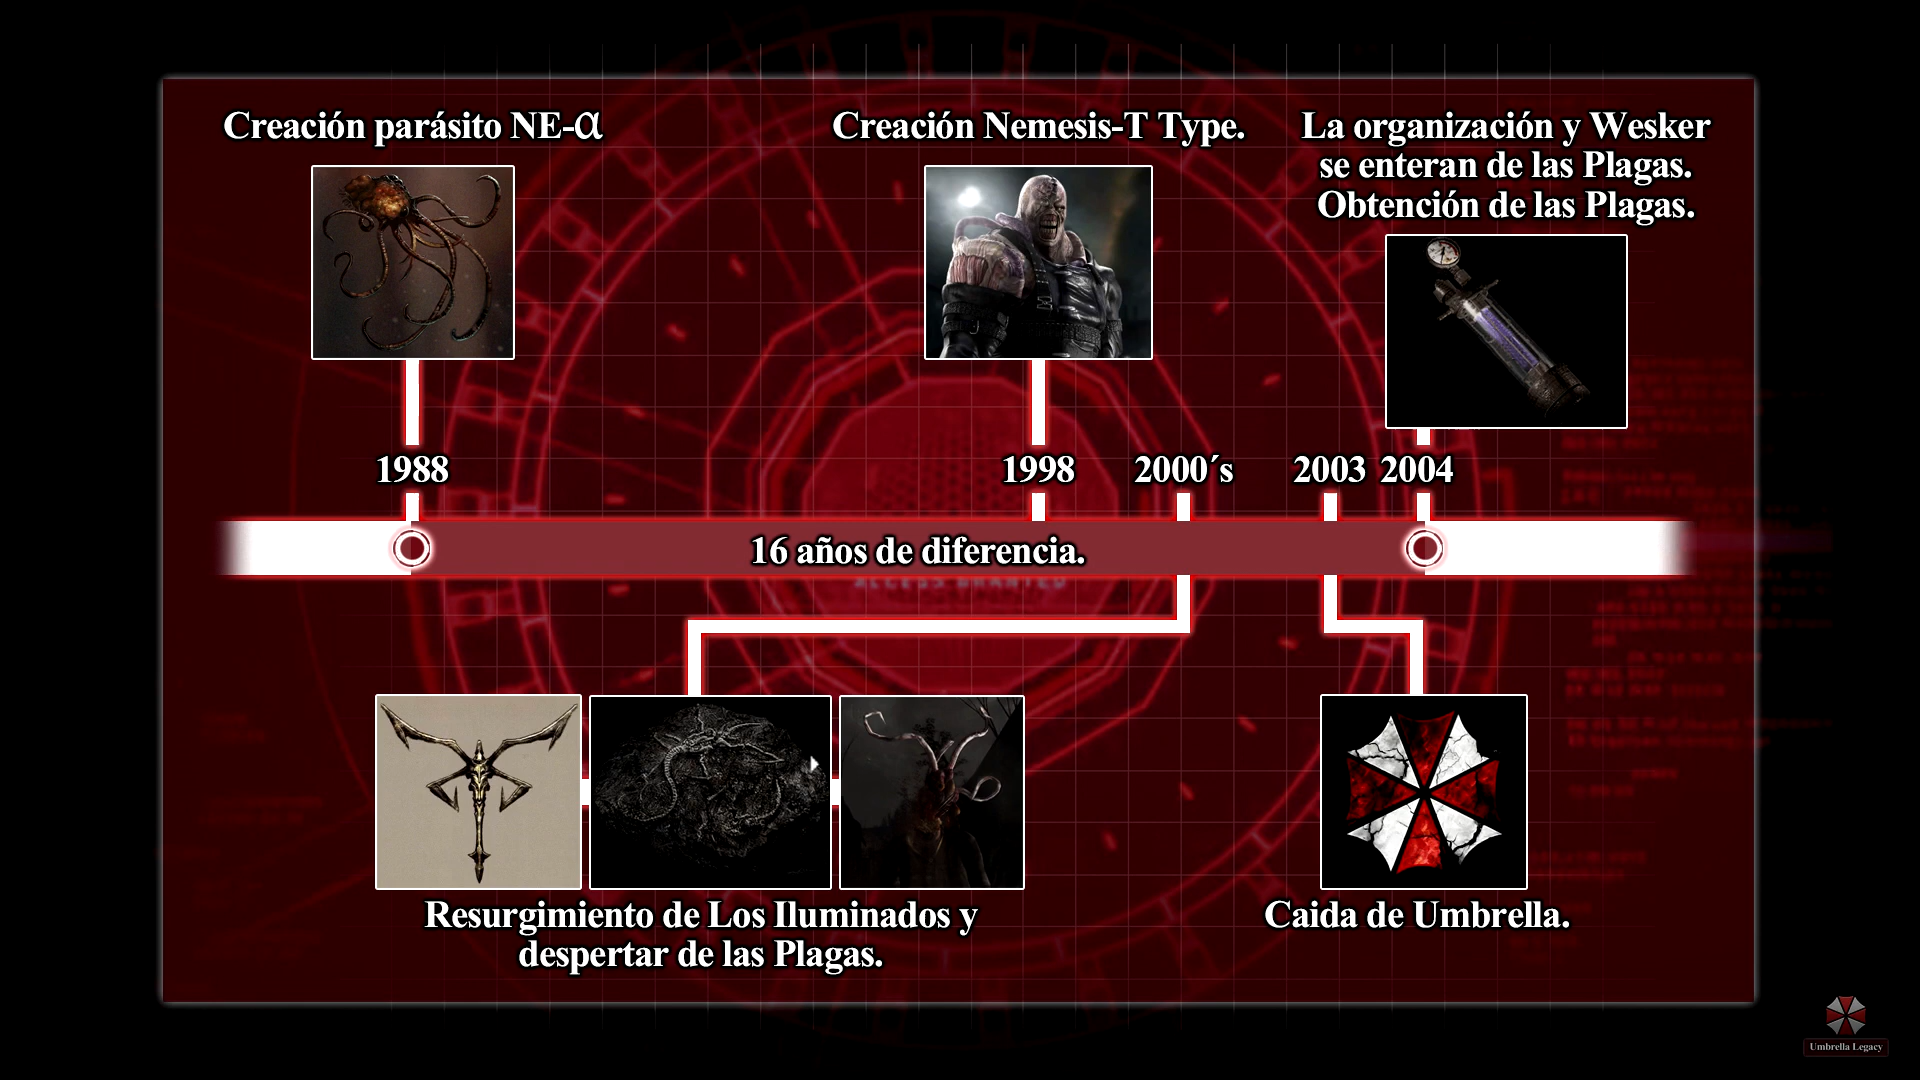 Creación parásito NE-α
Creación Nemesis-T Type.
La organización y Wesker
se enteran de las Plagas.
Obtención de las Plagas.
1988
1998
2000´s
2003
2004
16 años de diferencia.
ACCESS GRANTED
Resurgimiento de Los Iluminados y
despertar de las Plagas.
Caida de Umbrella.
Umbrella Legacy